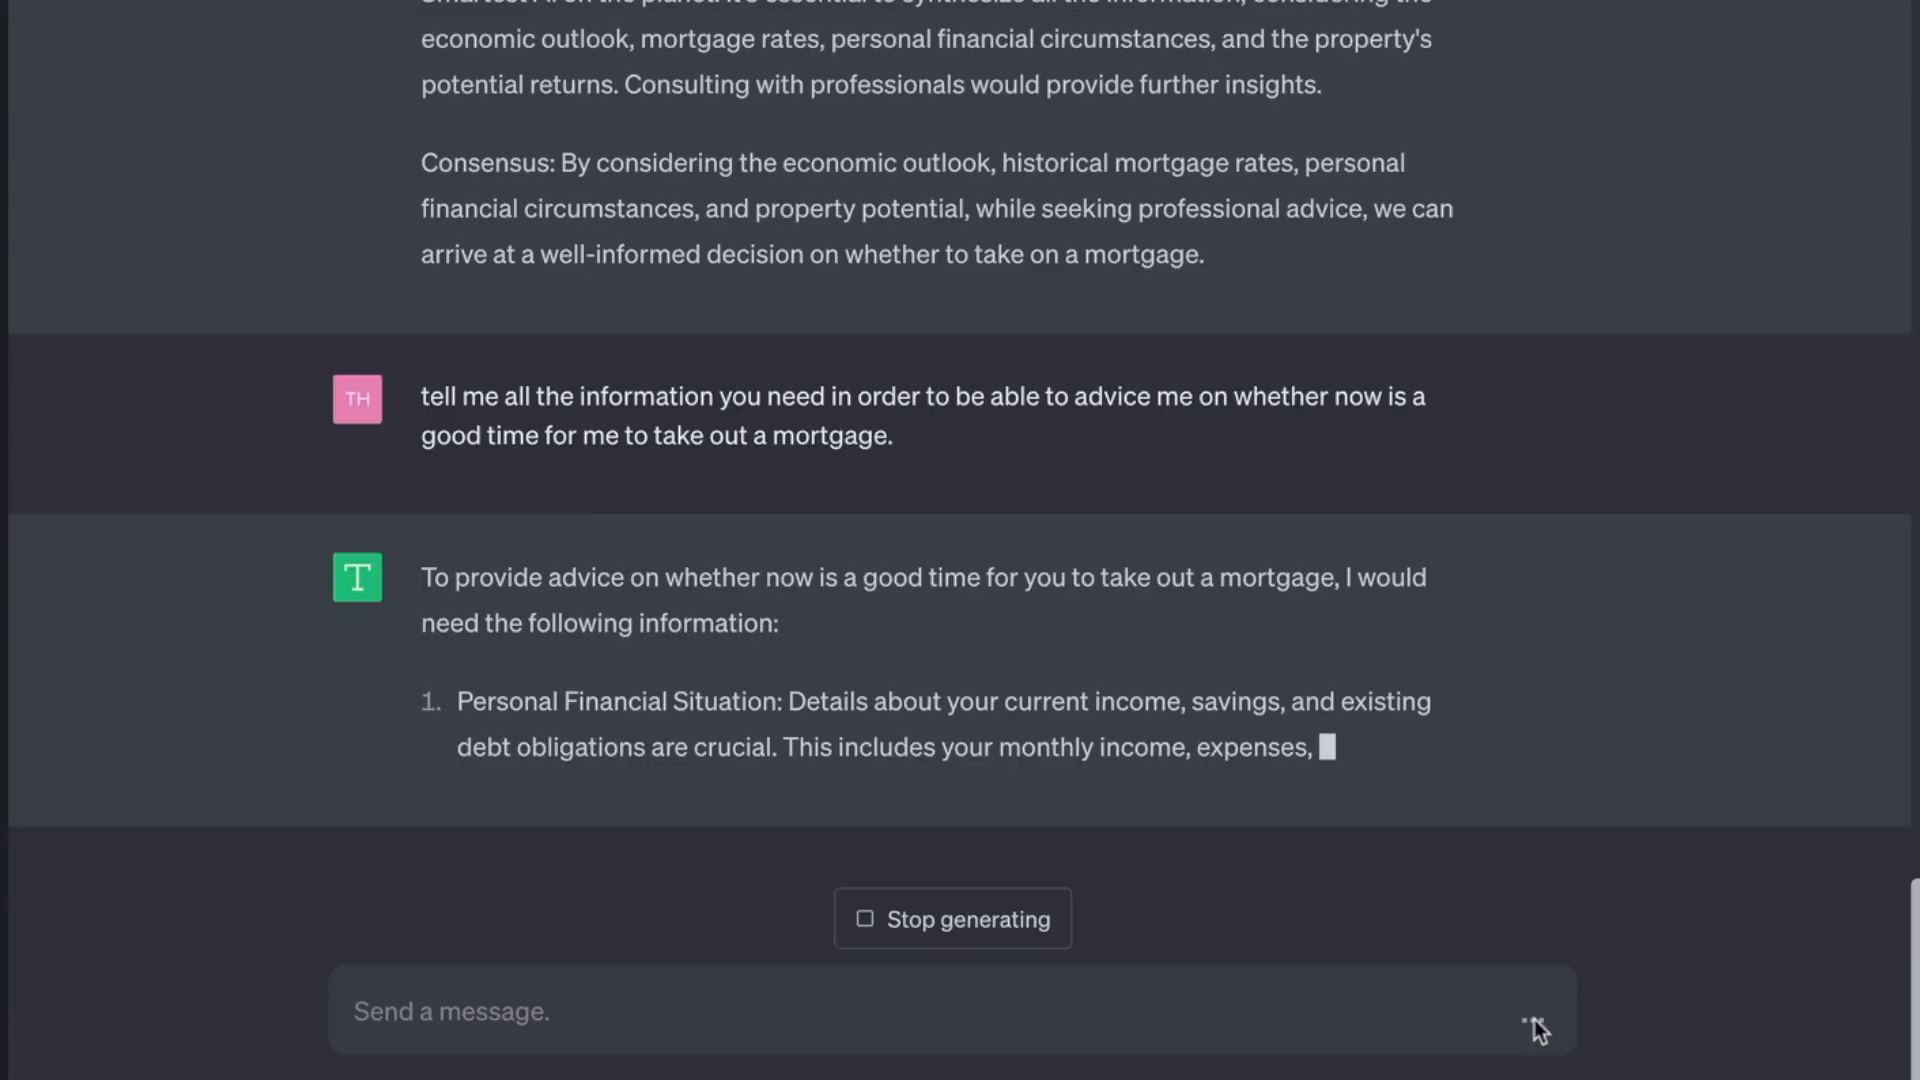 economic outlook, mortgage rates, personal financial circumstances, and the property's
potential returns. Consulting with professionals would provide further insights.
Consensus: By considering the economic outlook, historical mortgage rates, personal
financial circumstances, and property potential, while seeking professional advice, we can
arrive at a well-informed decision on whether to take on a mortgage.
TH
tell me all the information you need in order to be able to advice me on whether now is a
good time for me to take out a mortgage.
T
To provide advice on whether now is a good time for you to take out a mortgage, I would
need the following information:
1. Personal Financial Situation: Details about your current income, savings, and existing
debt obligations are crucial. This includes your monthly income, expenses,
Stop generating
Send a message.